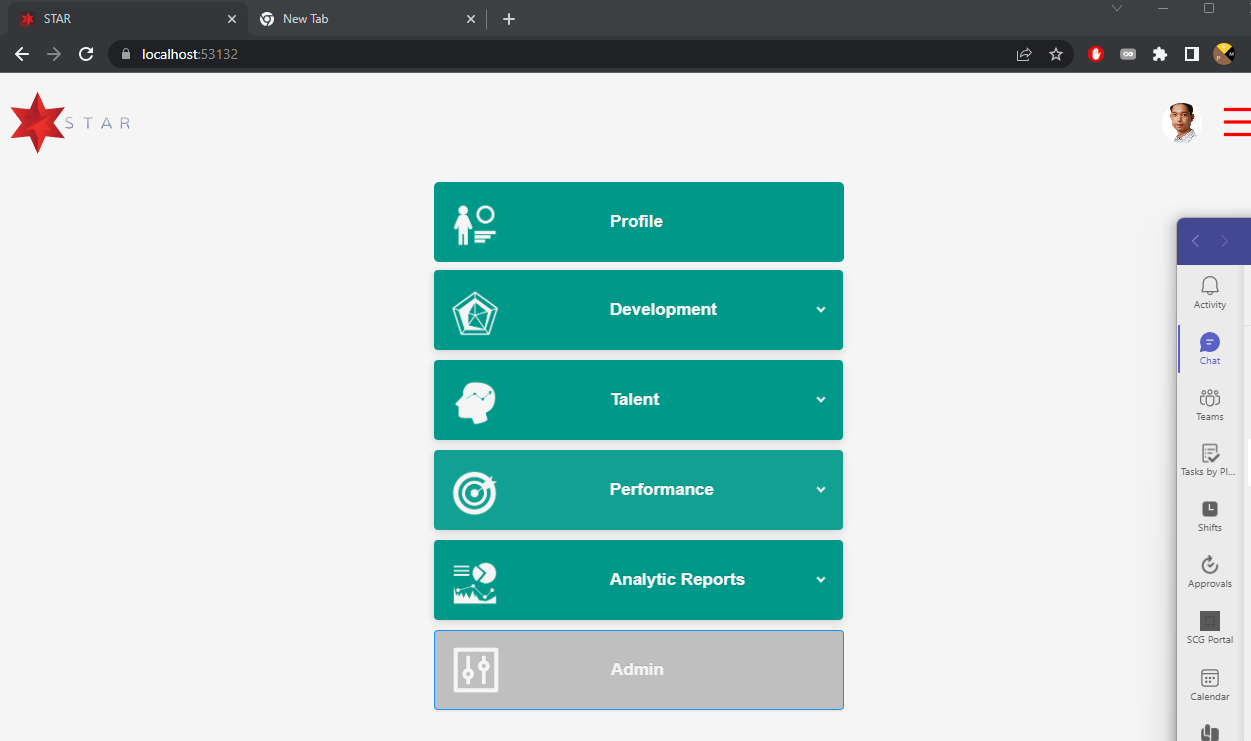 STAR
New Tab
localhost:53132
STAR
Profile
Development
Talent
Performance
Analytic Reports
Admin
Activity
Chat
Teams
Tasks by Pl...
Shifts
Approvals
SCG Portal
Calendar